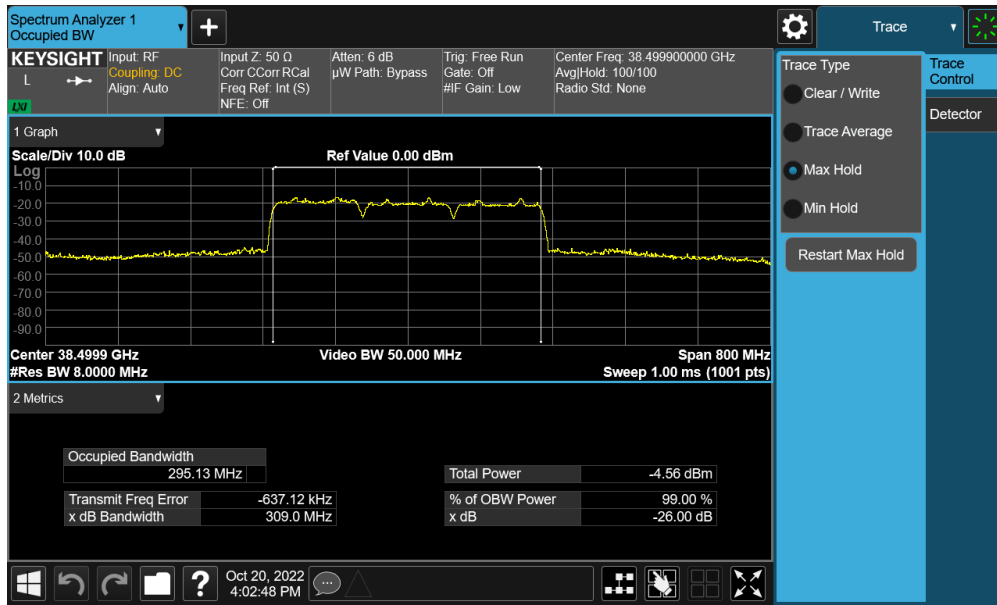 Spectrum Analyzer 1
Occupied BW
Trace
KEYSIGHT
L
LXI
Input: RF
Coupling: DC
Align: Auto
Input Z: 50 Ω
Corr CCorr RCal
Freq Ref: Int (S)
NFE: Off
Atten: 6 dB
µW Path: Bypass
Trig: Free Run
Gate: Off
#IF Gain: Low
Center Freq: 38.499900000 GHz
Avg|Hold: 100/100
Radio Std: None
Trace Type
Clear / Write
Trace Average
Max Hold
Min Hold
Restart Max Hold
Trace
Control
Detector
1 Graph
Scale/Div 10.0 dB
Ref Value 0.00 dBm
Log
-10.0
-20.0
-30.0
-40.0
-50.0
-60.0
-70.0
-80.0
-90.0
Center 38.4999 GHz
#Res BW 8.0000 MHz
Video BW 50.000 MHz
Span 800 MHz
Sweep 1.00 ms (1001 pts)
2 Metrics
Occupied Bandwidth
295.13 MHz
Transmit Freq Error -637.12 kHz
x dB Bandwidth 309.0 MHz
Total Power -4.56 dBm
% of OBW Power 99.00 %
x dB -26.00 dB
?
Oct 20, 2022
4:02:48 PM